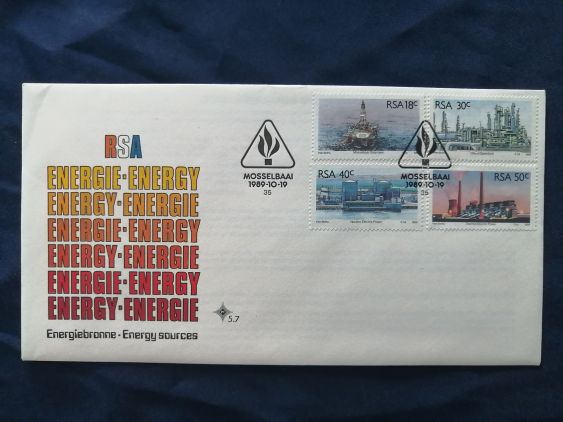 RSA
ENERGIE·ENERGY
ENERGY·ENERGIE
ENERGIE·ENERGY
ENERGY·ENERGIE
ENERGIE·ENERGY
ENERGY·ENERGIE
Energiebronne · Energy sources
5.7
MOSSELBAAI
1989·10·19
35
RSA 18c
RSA 30c
MOSSELBAAI
1989·10·19
35
RSA 40c
RSA 50c